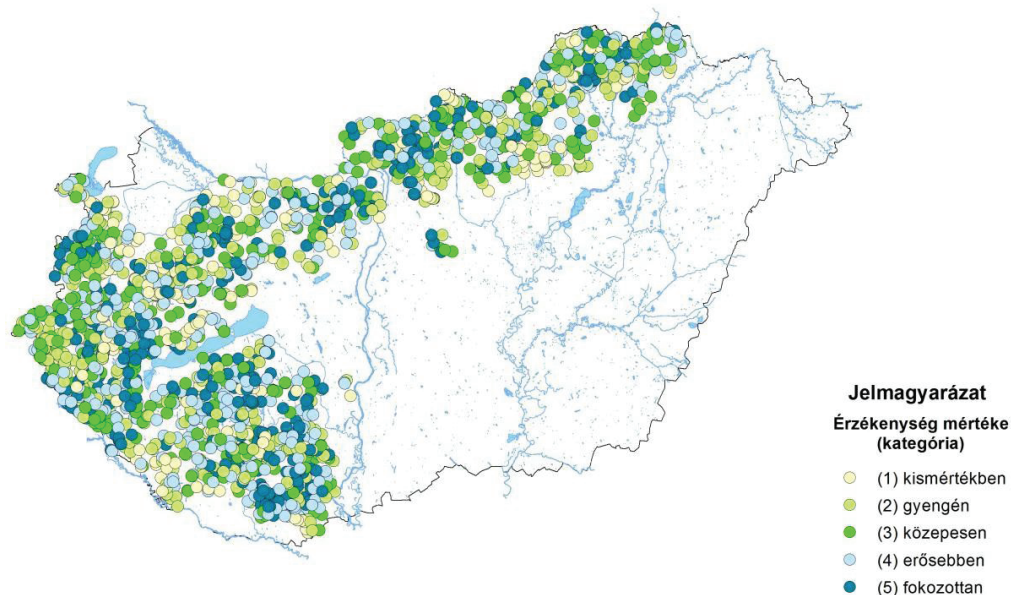 Jelmagyarázat
Érzékenység mértéke
(kategória)
(1) kismértékben
(2) gyengén
(3) közepesen
(4) erősebben
(5) fokozottan